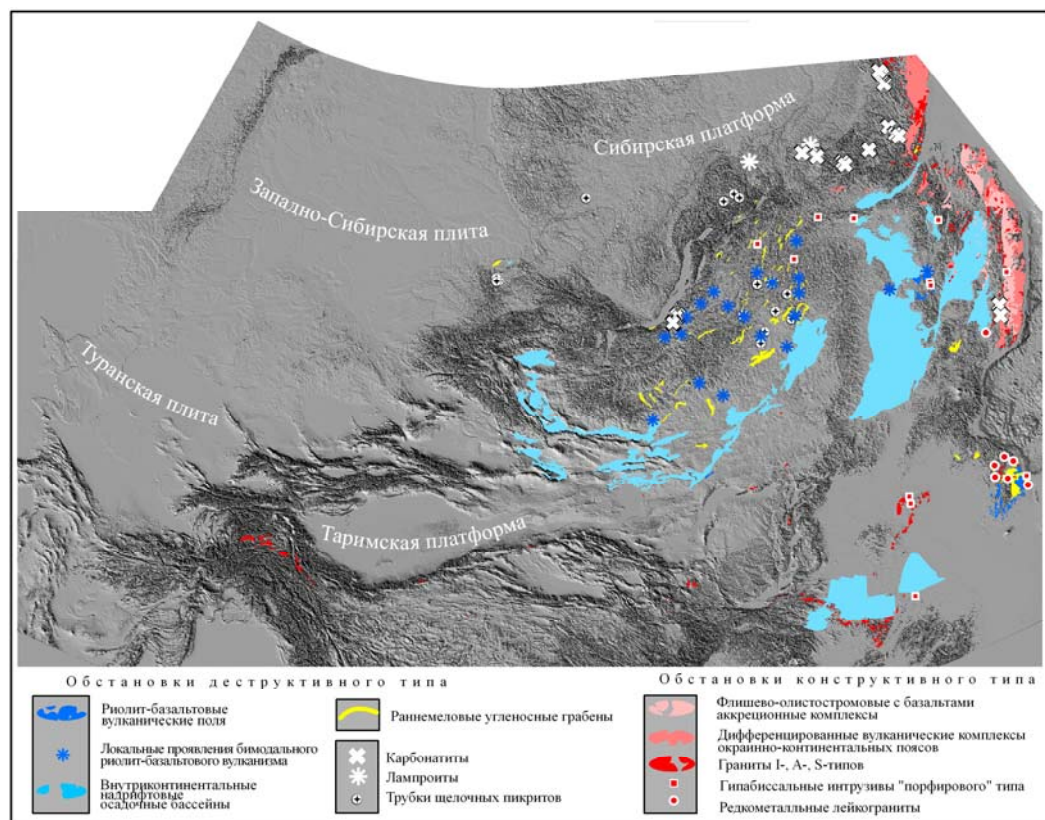 Сибирская платформа
Западно-Сибирская плита
Туранская плита
Таримская платформа
Обстановки деструктивного типа
Риолит-базальтовые
вулканические поля
Локальные проявления бимодального
риолит-базальтового вулканизма
Внутриконтинентальные
надрифтовые
осадочные бассейны
Раннемеловые угленосные грабены
Карбонатиты
Лампроиты
Трубки щелочных пикритов
Обстановки конструктивного типа
Флишево-олистостромовые с базальтами
аккреционные комплексы
Дифференцированные вулканические комплексы
окраинно-континентальных поясов
Граниты I-, A-, S-типов
Гипабиссальные интрузивы "порфирового" типа
Редкометалльные лейкограниты